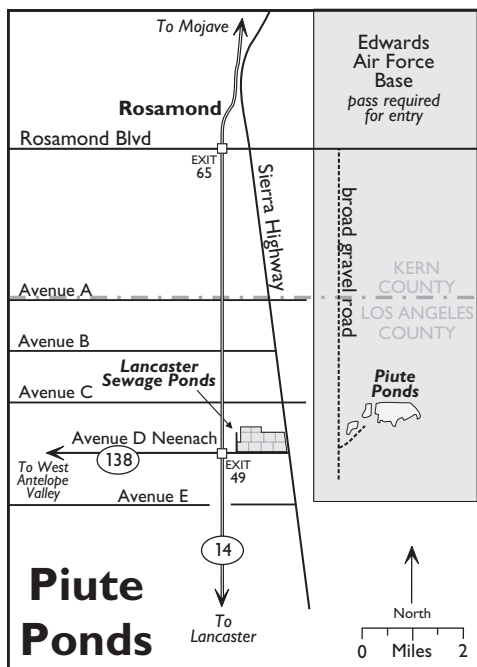 To Mojave
Edwards
Air Force
Base
pass required
for entry
Rosamond
Rosamond Blvd
EXIT
65
Sierra Highway
broad gravel road
KERN
COUNTY
Avenue A
LOS ANGELES
COUNTY
Avenue B
Lancaster
Sewage Ponds
Piute
Ponds
Avenue C
Avenue D Neenach
138
To West
Antelope
Valley
EXIT
49
Avenue E
14
Piute
Ponds
To
Lancaster
North
0 Miles 2